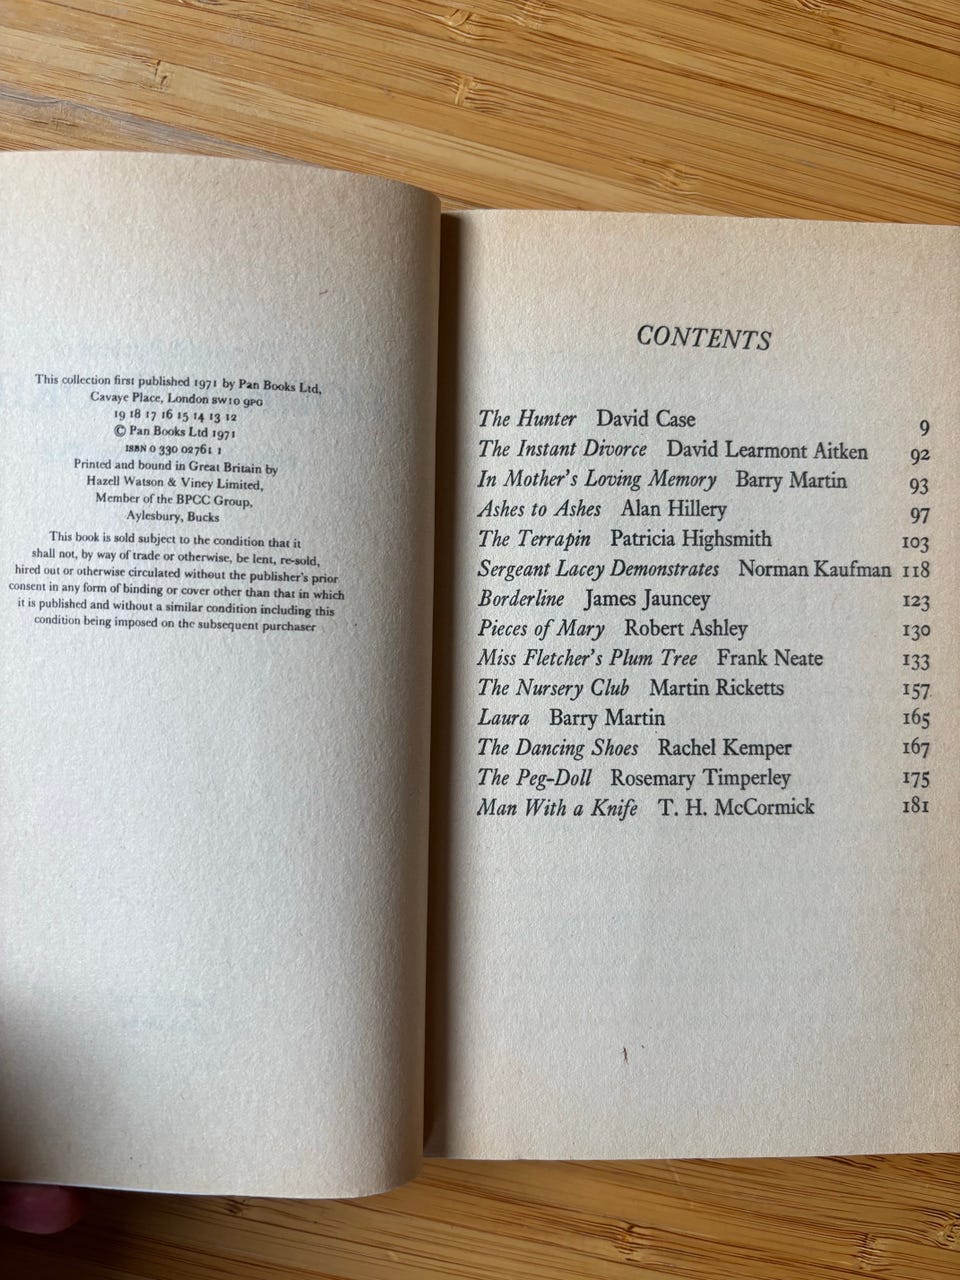 This collection first published 1971 by Pan Books Ltd,
Cavaye Place, London SW10 9PG
19 18 17 16 15 14 13 12
© Pan Books Ltd 1971
ISBN 0 330 02761 1
Printed and bound in Great Britain by
Hazell Watson & Viney Limited,
Member of the BPCC Group,
Aylesbury, Bucks
This book is sold subject to the condition that it
shall not, by way of trade or otherwise, be lent, re-sold,
hired out or otherwise circulated without the publisher's prior
consent in any form of binding or cover other than that in which
it is published and without a similar condition including this
condition being imposed on the subsequent purchaser
CONTENTS
The Hunter David Case 9
The Instant Divorce David Learmont Aitken 92
In Mother's Loving Memory Barry Martin 93
Ashes to Ashes Alan Hillery 97
The Terrapin Patricia Highsmith 103
Sergeant Lacey Demonstrates Norman Kaufman 118
Borderline James Jauncey 123
Pieces of Mary Robert Ashley 130
Miss Fletcher's Plum Tree Frank Neate 133
The Nursery Club Martin Ricketts 157
Laura Barry Martin 165
The Dancing Shoes Rachel Kemper 167
The Peg-Doll Rosemary Timperley 175
Man With a Knife T. H. McCormick 181